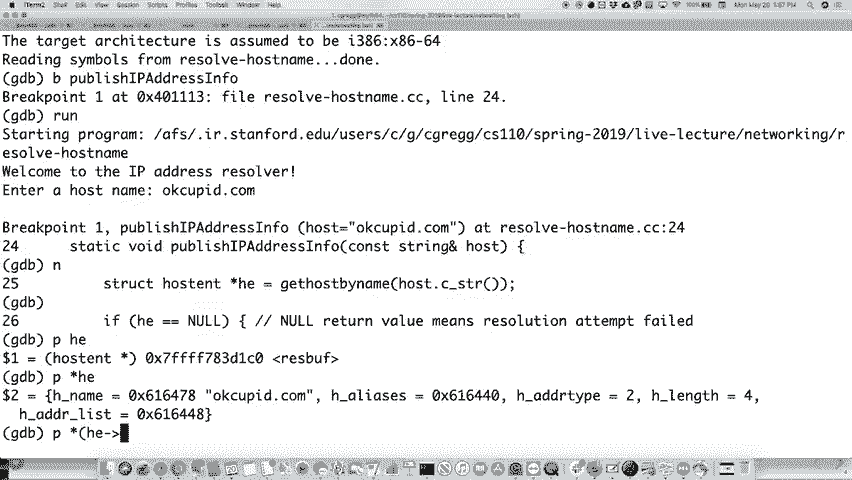 iTerm2 Shell Edit View Session Scripts Profiles Toolbelt Window Help
The target architecture is assumed to be i386:x86-64
Reading symbols from resolve-hostname...done.
(gdb) b publishIPAddressInfo
Breakpoint 1 at 0x401113: file resolve-hostname.cc, line 24.
(gdb) run
Starting program: /afs/.ir.stanford.edu/users/c/g/cgregg/cs110/spring-2019/live-lecture/networking/r
esolve-hostname
Welcome to the IP address resolver!
Enter a host name: okcupid.com
Breakpoint 1, publishIPAddressInfo (host="okcupid.com") at resolve-hostname.cc:24
24 static void publishIPAddressInfo(const string& host) {
(gdb) n
25 struct hostent *he = gethostbyname(host.c_str());
(gdb)
26 if (he == NULL) { // NULL return value means resolution attempt failed
(gdb) p he
$1 = (hostent *) 0x7ffff783d1c0 <resbuf>
(gdb) p *he
$2 = {h_name = 0x616478 "okcupid.com", h_aliases = 0x616440, h_addrtype = 2, h_length = 4,
h_addr_list = 0x616448}
(gdb) p *(he->